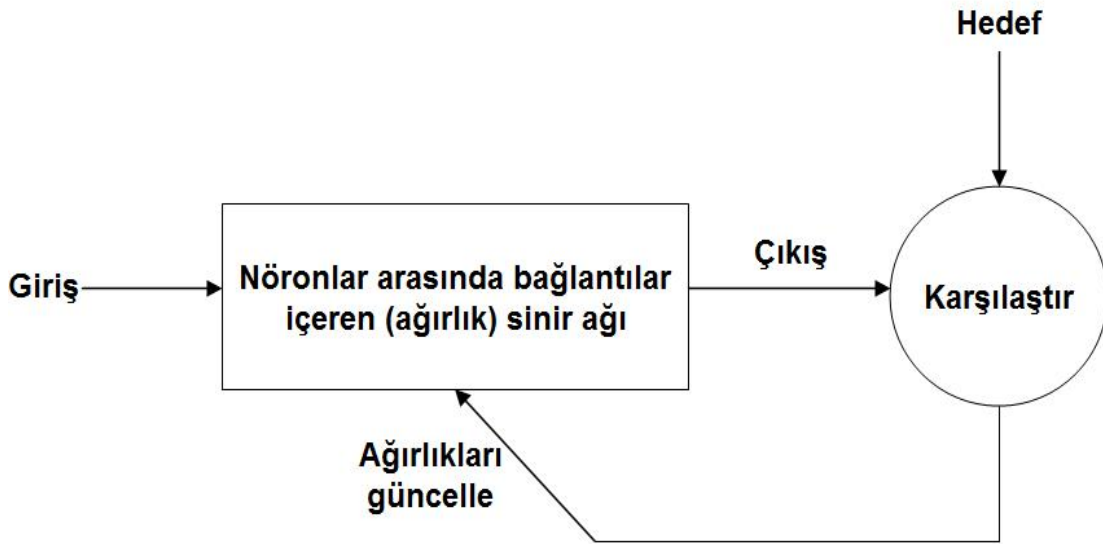 Hedef
Giriş
Nöronlar arasında bağlantılar
içeren (ağırlık) sinir ağı
Çıkış
Karşılaştır
Ağırlıkları
güncelle